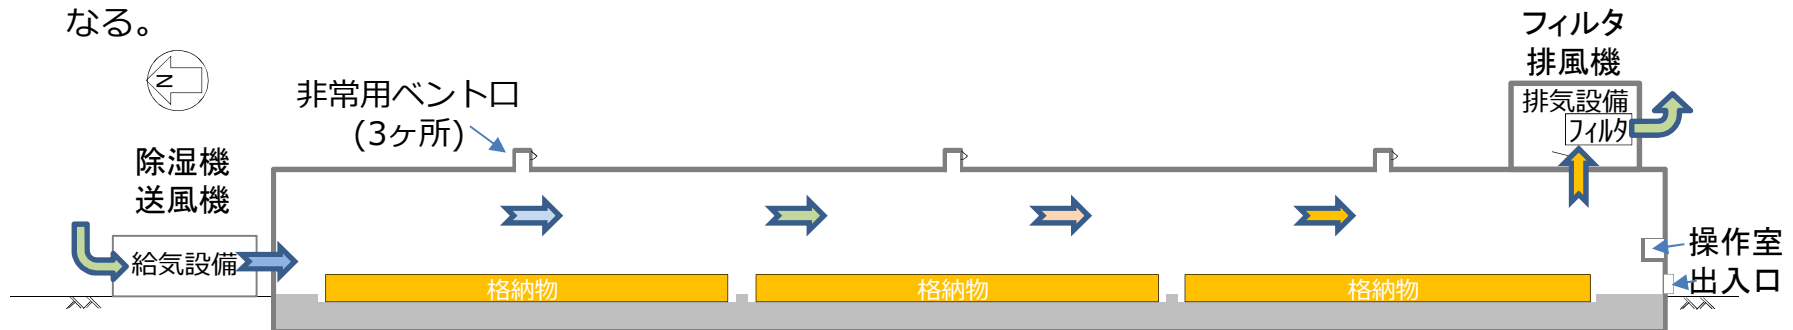 なる。
N
フィルタ
排風機
非常用ベント口
(3ヶ所)
排気設備
フィルタ
除湿機
送風機
給気設備
操作室
出入口
格納物
格納物
格納物